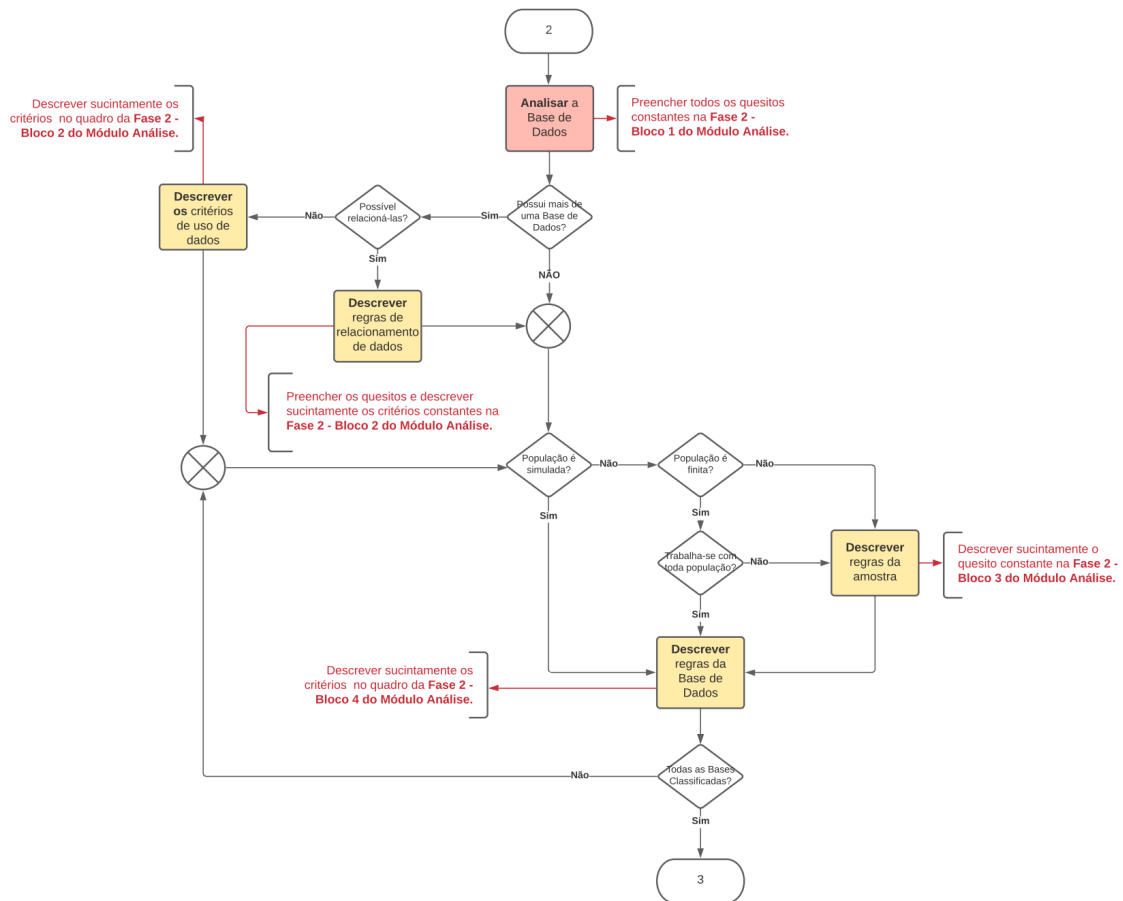 2
Descrever sucintamente os
critérios  no quadro da Fase 2 -
Bloco 2 do Módulo Análise.
Analisar a
Base de
Dados
Preencher todos os quesitos
constantes na Fase 2 -
Bloco 1 do Módulo Análise.
Descrever
os critérios
de uso de
dados
Não
Possível
relacioná-las?
Sim
Possui mais de
uma Base de
Dados?
Sim
NÃO
Descrever
regras de
relacionamento
de dados
Preencher os quesitos e descrever
sucintamente os critérios constantes na
Fase 2 - Bloco 2 do Módulo Análise.
População é
simulada?
Não
População é
finita?
Não
Sim
Sim
Trabalha-se com
toda população?
Não
Descrever
regras da
amostra
Descrever sucintamente o
quesito constante na Fase 2 -
Bloco 3 do Módulo Análise.
Sim
Descrever
regras da
Base de
Dados
Descrever sucintamente os
critérios  no quadro da Fase 2 -
Bloco 4 do Módulo Análise.
Não
Todas as Bases
Classificadas?
Sim
3